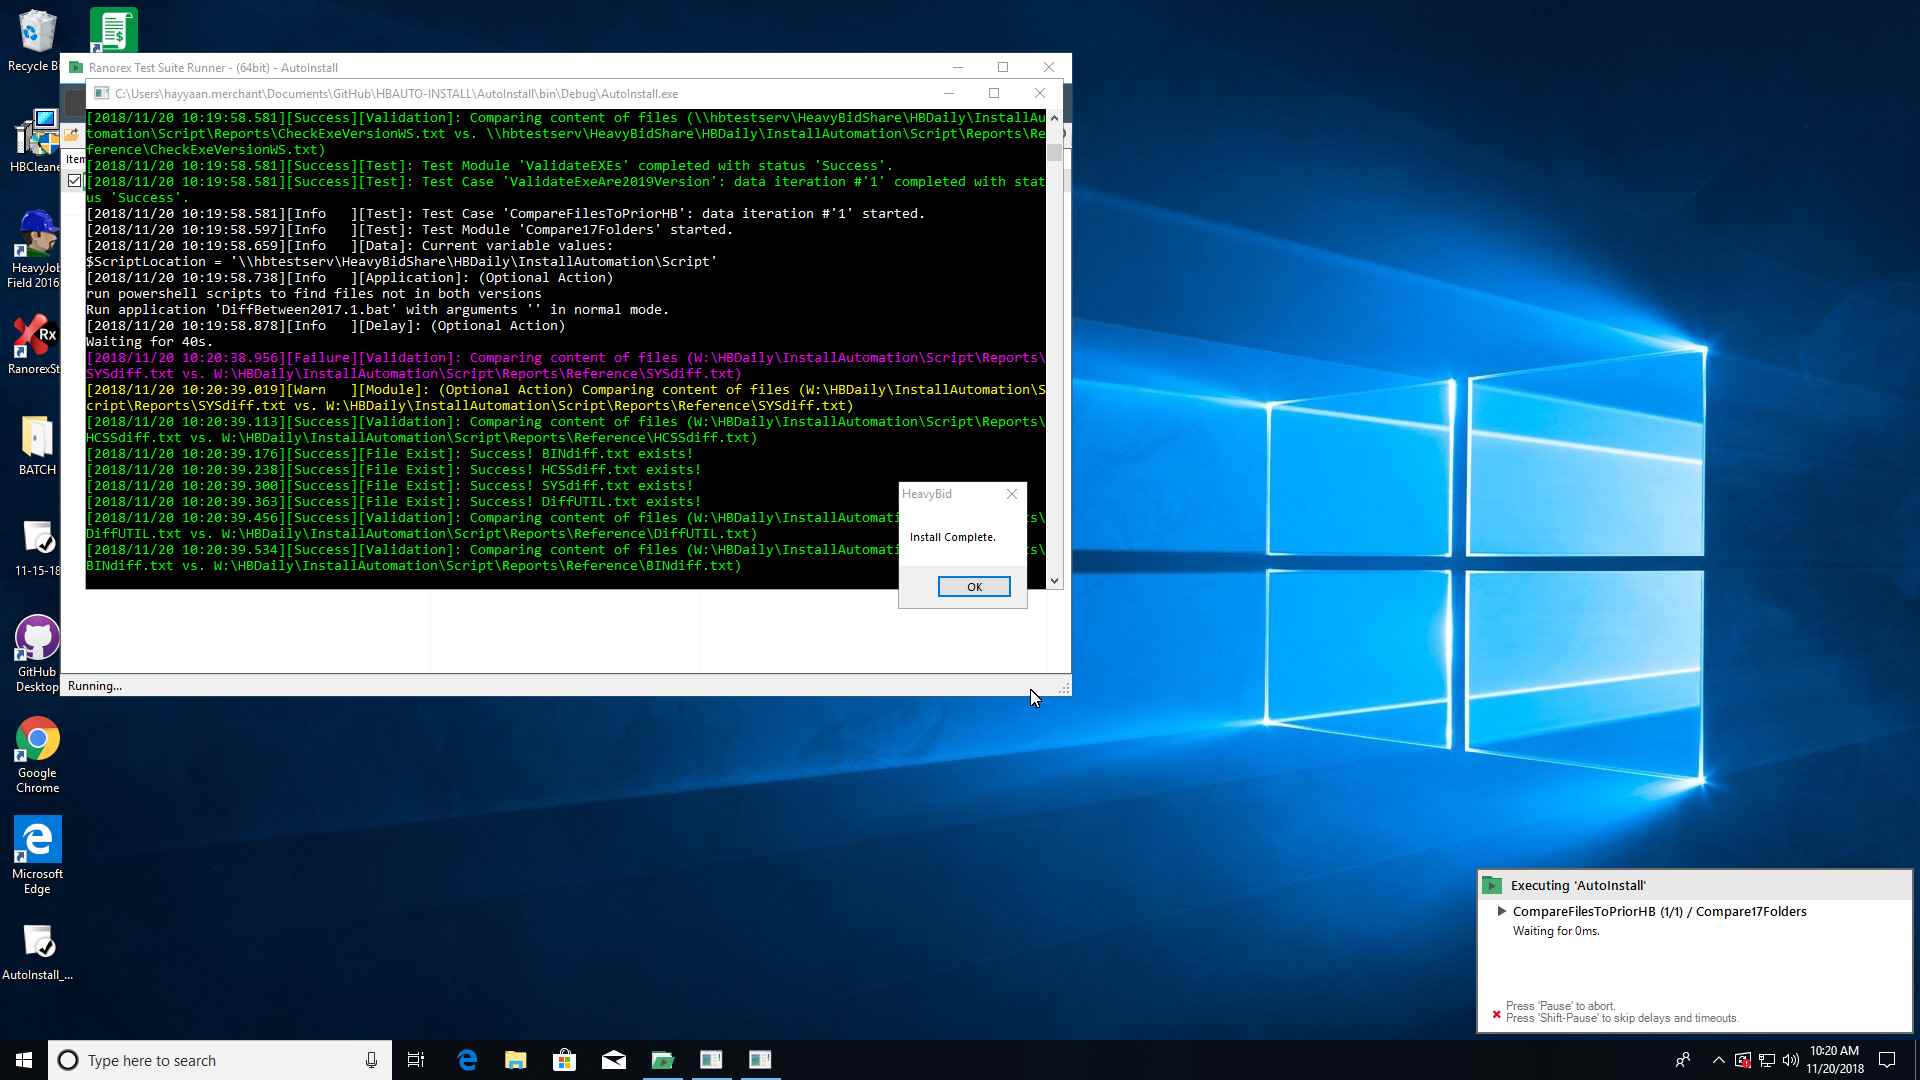 Recycle Bi
HBCleane
HeavyJob
Field 2016
RanorexSt
BATCH
11-15-18
GitHub
Desktop
Google
Chrome
Microsoft
Edge
AutoInstall_...
Ranorex Test Suite Runner - (64bit) - AutoInstall
C:\Users\hayyaan.merchant\Documents\GitHub\HBAUTO-INSTALL\AutoInstall\bin\Debug\AutoInstall.exe
Item
[2018/11/20 10:19:58.581][Success][Validation]: Comparing content of files (\\hbtestserv\HeavyBidShare\HBDaily\InstallAu
tomation\Script\Reports\CheckExeVersionWS.txt vs. \\hbtestserv\HeavyBidShare\HBDaily\InstallAutomation\Script\Reports\Re
ference\CheckExeVersionWS.txt)
[2018/11/20 10:19:58.581][Success][Test]: Test Module 'ValidateEXEs' completed with status 'Success'.
[2018/11/20 10:19:58.581][Success][Test]: Test Case 'ValidateExeAre2019Version': data iteration #'1' completed with stat
us 'Success'.
[2018/11/20 10:19:58.581][Info   ][Test]: Test Case 'CompareFilesToPriorHB': data iteration #'1' started.
[2018/11/20 10:19:58.597][Info   ][Test]: Test Module 'Compare17Folders' started.
[2018/11/20 10:19:58.659][Info   ][Data]: Current variable values:
$ScriptLocation = '\\hbtestserv\HeavyBidShare\HBDaily\InstallAutomation\Script'
[2018/11/20 10:19:58.738][Info   ][Application]: (Optional Action)
run powershell scripts to find files not in both versions
Run application 'DiffBetween2017.1.bat' with arguments '' in normal mode.
[2018/11/20 10:19:58.878][Info   ][Delay]: (Optional Action)
Waiting for 40s.
[2018/11/20 10:20:38.956][Failure][Validation]: Comparing content of files (W:\HBDaily\InstallAutomation\Script\Reports\
SYSdiff.txt vs. W:\HBDaily\InstallAutomation\Script\Reports\Reference\SYSdiff.txt)
[2018/11/20 10:20:39.019][Warn   ][Module]: (Optional Action) Comparing content of files (W:\HBDaily\InstallAutomation\S
cript\Reports\SYSdiff.txt vs. W:\HBDaily\InstallAutomation\Script\Reports\Reference\SYSdiff.txt)
[2018/11/20 10:20:39.113][Success][Validation]: Comparing content of files (W:\HBDaily\InstallAutomation\Script\Reports\
HCSSdiff.txt vs. W:\HBDaily\InstallAutomation\Script\Reports\Reference\HCSSdiff.txt)
[2018/11/20 10:20:39.176][Success][File Exist]: Success! BINdiff.txt exists!
[2018/11/20 10:20:39.238][Success][File Exist]: Success! HCSSdiff.txt exists!
[2018/11/20 10:20:39.300][Success][File Exist]: Success! SYSdiff.txt exists!
[2018/11/20 10:20:39.363][Success][File Exist]: Success! DiffUTIL.txt exists!
[2018/11/20 10:20:39.456][Success][Validation]: Comparing content of files (W:\HBDaily\InstallAutomati s\
DiffUTIL.txt vs. W:\HBDaily\InstallAutomation\Script\Reports\Reference\DiffUTIL.txt)
[2018/11/20 10:20:39.534][Success][Validation]: Comparing content of files (W:\HBDaily\InstallAutomati s\
BINdiff.txt vs. W:\HBDaily\InstallAutomation\Script\Reports\Reference\BINdiff.txt)
HeavyBid
Install Complete.
OK
Running...
Executing 'AutoInstall'
CompareFilesToPriorHB (1/1) / Compare17Folders
Waiting for 0ms.
Press 'Pause' to abort.
Press 'Shift-Pause' to skip delays and timeouts.
Type here to search
10:20 AM
11/20/2018